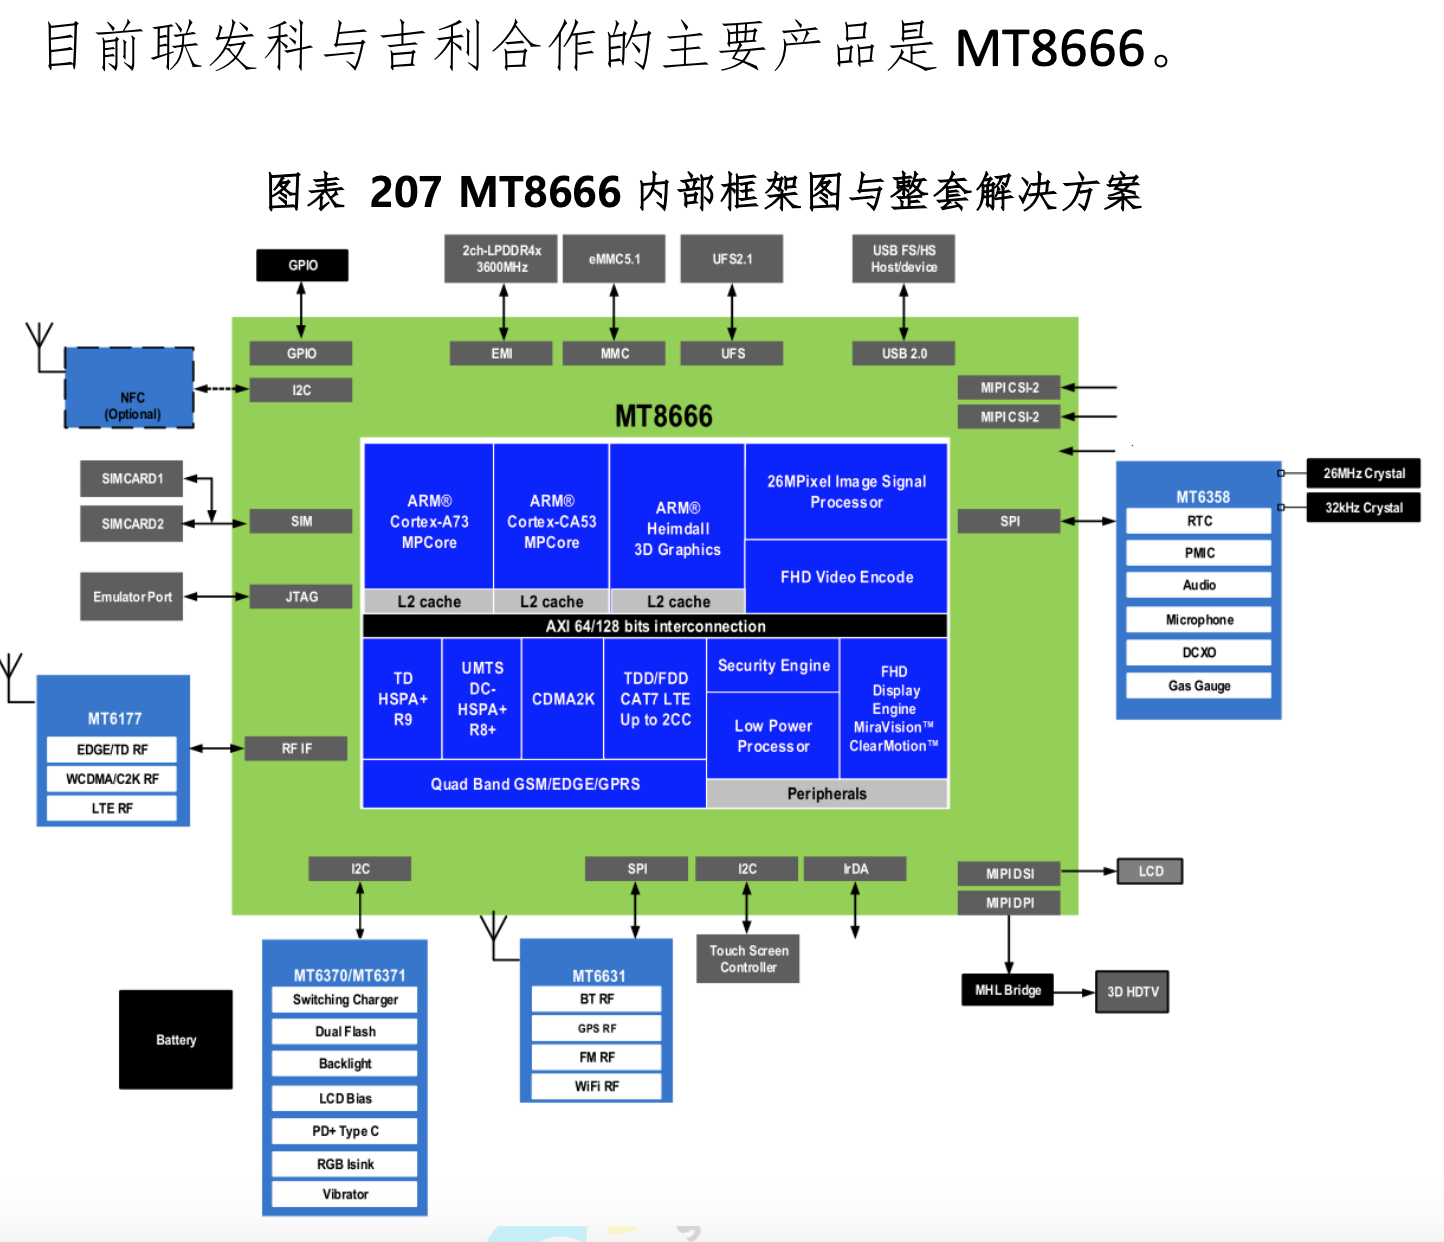 目前联发科与吉利合作的主要产品是 MT8666。
图表 207 MT8666 内部框架图与整套解决方案
GPIO
2ch-LPDDR4x
3600MHz
eMMC5.1
UFS2.1
USB FS/HS
Host/device
GPIO
EMI
MMC
UFS
USB 2.0
NFC
(Optional)
I2C
MIPI CSI-2
MIPI CSI-2
MT8666
SIMCARD1
SIMCARD2
SIM
Emulator Port
JTAG
ARM®
Cortex-A73
MPCore
L2 cache
ARM®
Cortex-CA53
MPCore
L2 cache
ARM®
Heimdall
3D Graphics
L2 cache
26MPixel Image Signal
Processor
FHD Video Encode
AXI 64/128 bits interconnection
TD
HSPA+
R9
UMTS
DC-
HSPA+
R8+
CDMA2K
TDD/FDD
CAT7 LTE
Up to 2CC
Security Engine
Low Power
Processor
FHD
Display
Engine
MiraVision™
ClearMotion™
Quad Band GSM/EDGE/GPRS
Peripherals
SPI
MT6358
RTC
PMIC
Audio
Microphone
DCXO
Gas Gauge
26MHz Crystal
32kHz Crystal
MT6177
EDGE/TD RF
WCDMA/C2K RF
LTE RF
RF IF
I2C
SPI
I2C
IrDA
MIPI DSI
MIPI DPI
LCD
Battery
MT6370/MT6371
Switching Charger
Dual Flash
Backlight
LCD Bias
PD+ Type C
RGB Isink
Vibrator
MT6631
BT RF
GPS RF
FM RF
WiFi RF
Touch Screen
Controller
MHL Bridge
3D HDTV